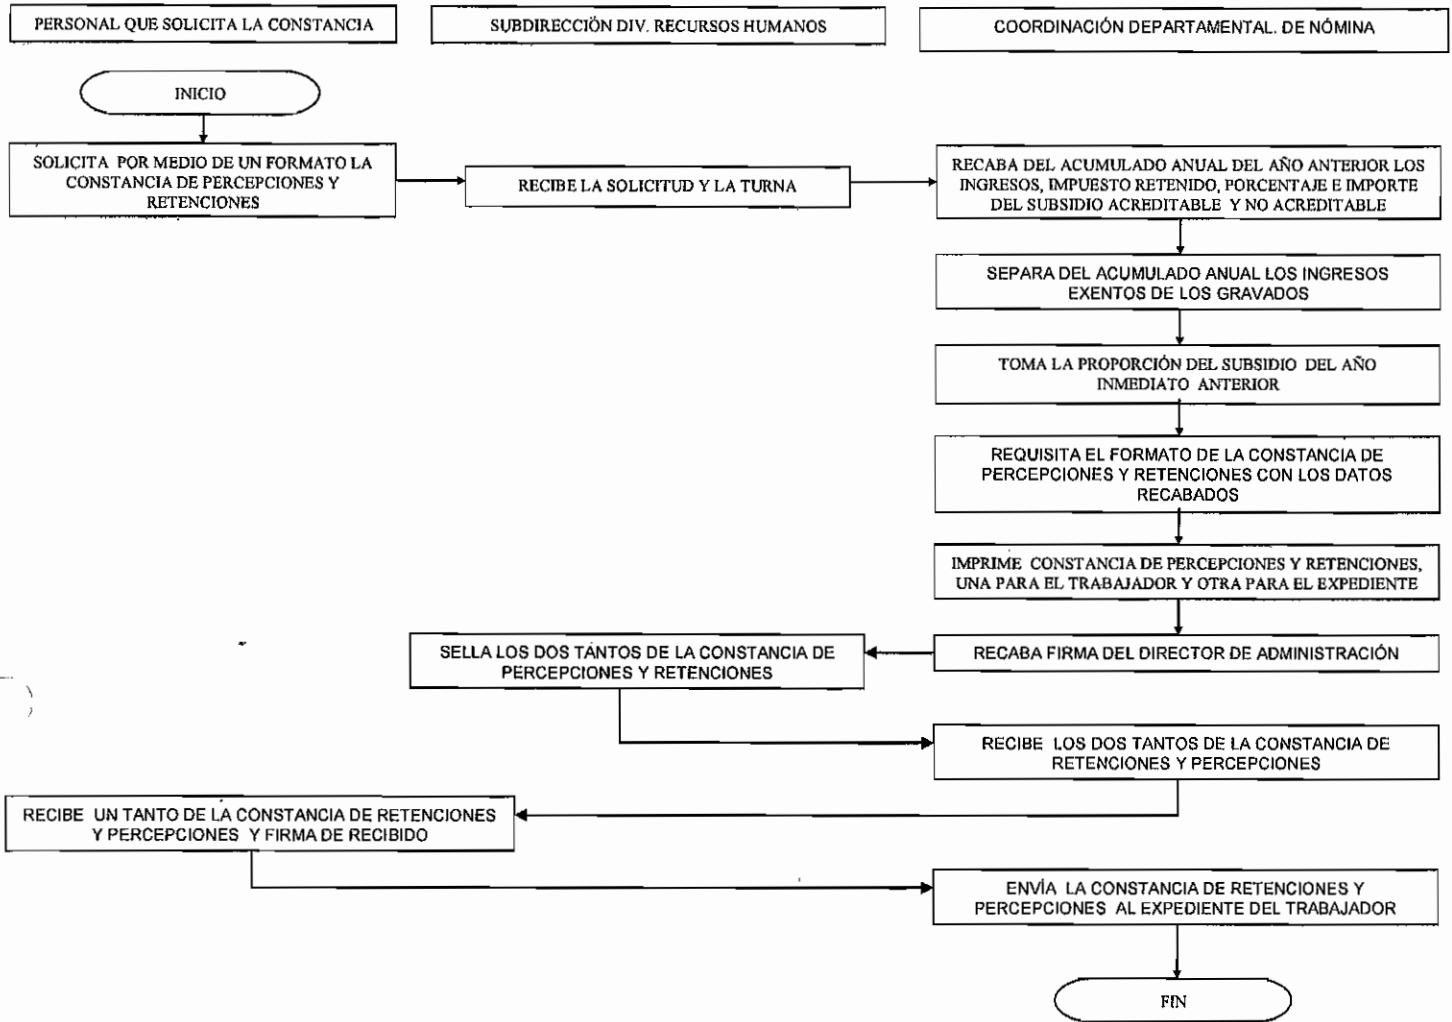 PERSONAL QUE SOLICITA LA CONSTANCIA
SUBDIRECCIÖN DIV. RECURSOS HUMANOS
COORDINACIÓN DEPARTAMENTAL. DE NÓMINA
INICIO
SOLICITA POR MEDIO DE UN FORMATO LA
CONSTANCIA DE PERCEPCIONES Y
RETENCIONES
RECIBE LA SOLICITUD Y LA TURNA
RECABA DEL ACUMULADO ANUAL DEL AÑO ANTERIOR LOS
INGRESOS, IMPUESTO RETENIDO, PORCENTAJE E IMPORTE
DEL SUBSIDIO ACREDITABLE Y NO ACREDITABLE
SEPARA DEL ACUMULADO ANUAL LOS INGRESOS
EXENTOS DE LOS GRAVADOS
TOMA LA PROPORCIÓN DEL SUBSIDIO DEL AÑO
INMEDIATO ANTERIOR
REQUISITA EL FORMATO DE LA CONSTANCIA DE
PERCEPCIONES Y RETENCIONES CON LOS DATOS
RECABADOS
IMPRIME CONSTANCIA DE PERCEPCIONES Y RETENCIONES,
UNA PARA EL TRABAJADOR Y OTRA PARA EL EXPEDIENTE
RECABA FIRMA DEL DIRECTOR DE ADMINISTRACIÓN
SELLA LOS DOS TANTOS DE LA CONSTANCIA DE
PERCEPCIONES Y RETENCIONES
RECIBE LOS DOS TANTOS DE LA CONSTANCIA DE
RETENCIONES Y PERCEPCIONES
RECIBE UN TANTO DE LA CONSTANCIA DE RETENCIONES
Y PERCEPCIONES Y FIRMA DE RECIBIDO
ENVÍA LA CONSTANCIA DE RETENCIONES Y
PERCEPCIONES AL EXPEDIENTE DEL TRABAJADOR
FIN